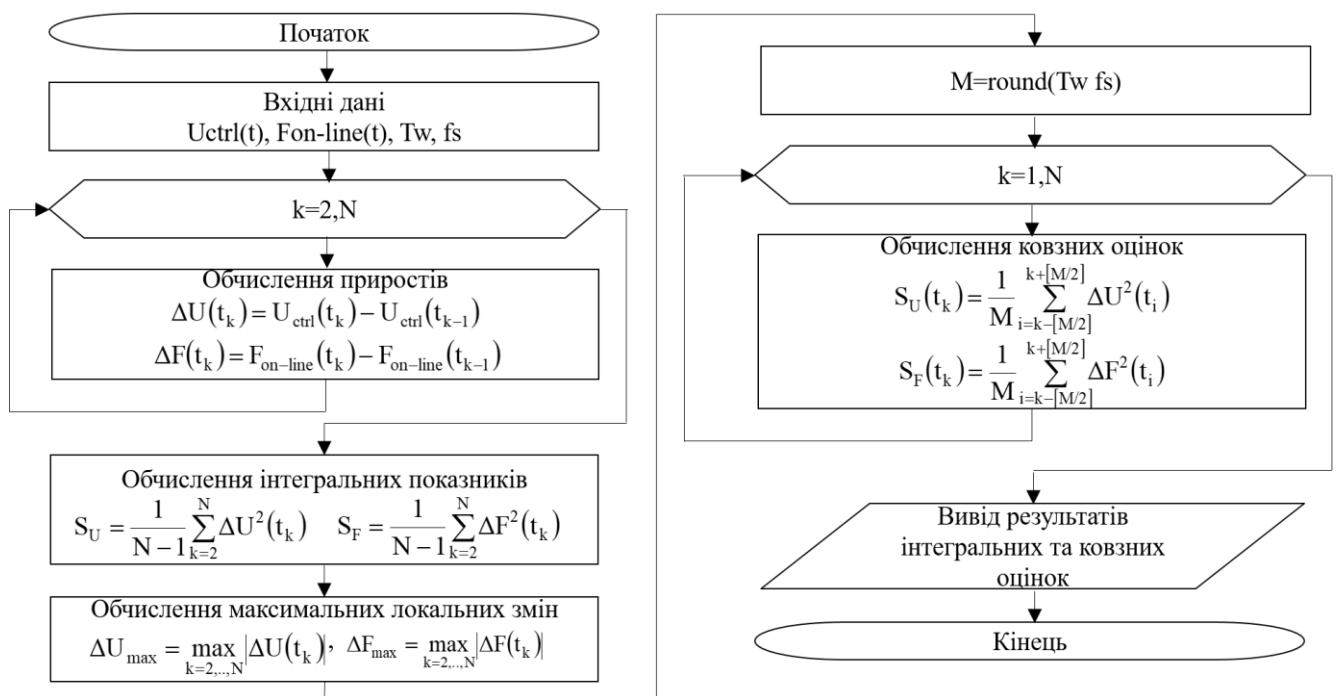 Початок
Вхідні дані
Uctrl(t), Fon-line(t), Tw, fs
k=2,N
Обчислення приростів
ΔU(t_k) = U_ctrl(t_k) − U_ctrl(t_{k−1})
ΔF(t_k) = F_on−line(t_k) − F_on−line(t_{k−1})
Обчислення інтегральних показників
S_U = 1/(N−1) ∑_{k=2}^{N} ΔU²(t_k) S_F = 1/(N−1) ∑_{k=2}^{N} ΔF²(t_k)
Обчислення максимальних локальних змін
ΔU_max = max_{k=2,..,N} |ΔU(t_k)|, ΔF_max = max_{k=2,...,N} |ΔF(t_k)|
M=round(Tw fs)
k=1,N
Обчислення ковзних оцінок
S_U(t_k) = 1/M ∑_{i=k−[M/2]}^{k+[M/2]} ΔU²(t_i)
S_F(t_k) = 1/M ∑_{i=k−[M/2]}^{k+[M/2]} ΔF²(t_i)
Вивід результатів
інтегральних та ковзних
оцінок
Кінець